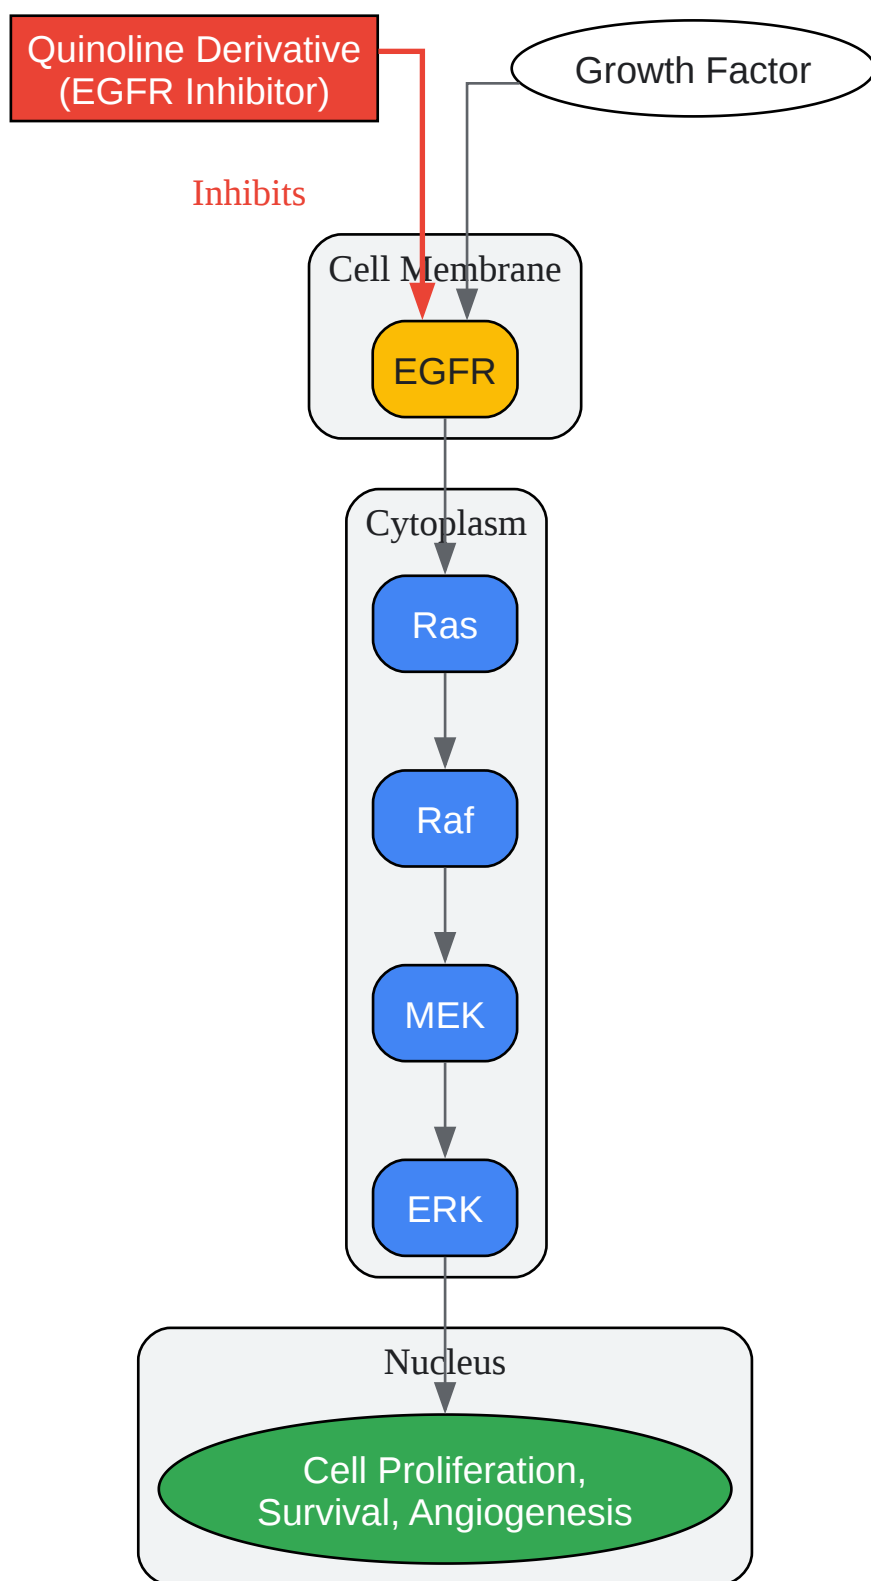 Quinoline Derivative
(EGFR Inhibitor)
Growth Factor
Inhibits
Cell Membrane
EGFR
Cytoplasm
Ras
Raf
MEK
ERK
Nucleus
Cell Proliferation,
Survival, Angiogenesis